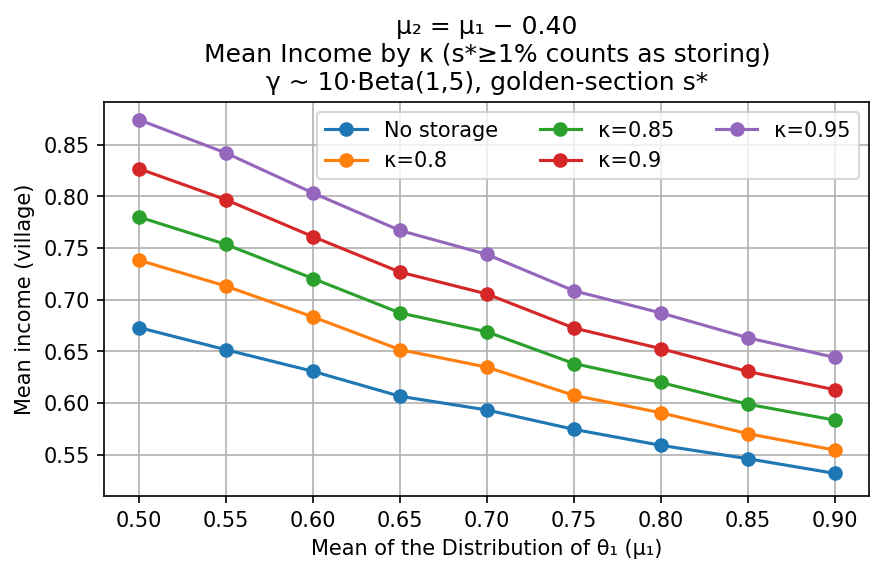 μ₂ = μ₁ − 0.40
Mean Income by κ (s*≥1% counts as storing)
γ ~ 10·Beta(1,5), golden-section s*
No storage
κ=0.8
κ=0.85
κ=0.9
κ=0.95
Mean income (village)
0.85
0.80
0.75
0.70
0.65
0.60
0.55
0.50 0.55 0.60 0.65 0.70 0.75 0.80 0.85 0.90
Mean of the Distribution of θ₁ (μ₁)